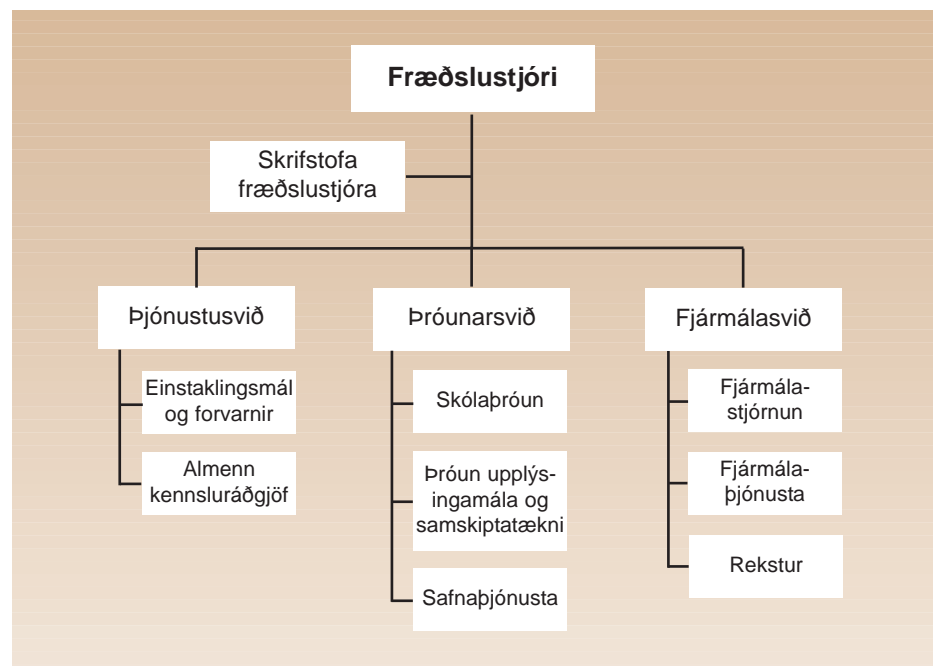 Fræðslustjóri
Skrifstofa
fræðslustjóra
Þjónustusvið
Einstaklingsmál
og forvarnir
Almenn
kennsluráðgjöf
Þróunarsvið
Skólaþróun
Þróun upplýs-
ingamála og
samskiptatækni
Safnaþjónusta
Fjármálasvið
Fjármála-
stjórnun
Fjármála-
þjónusta
Rekstur